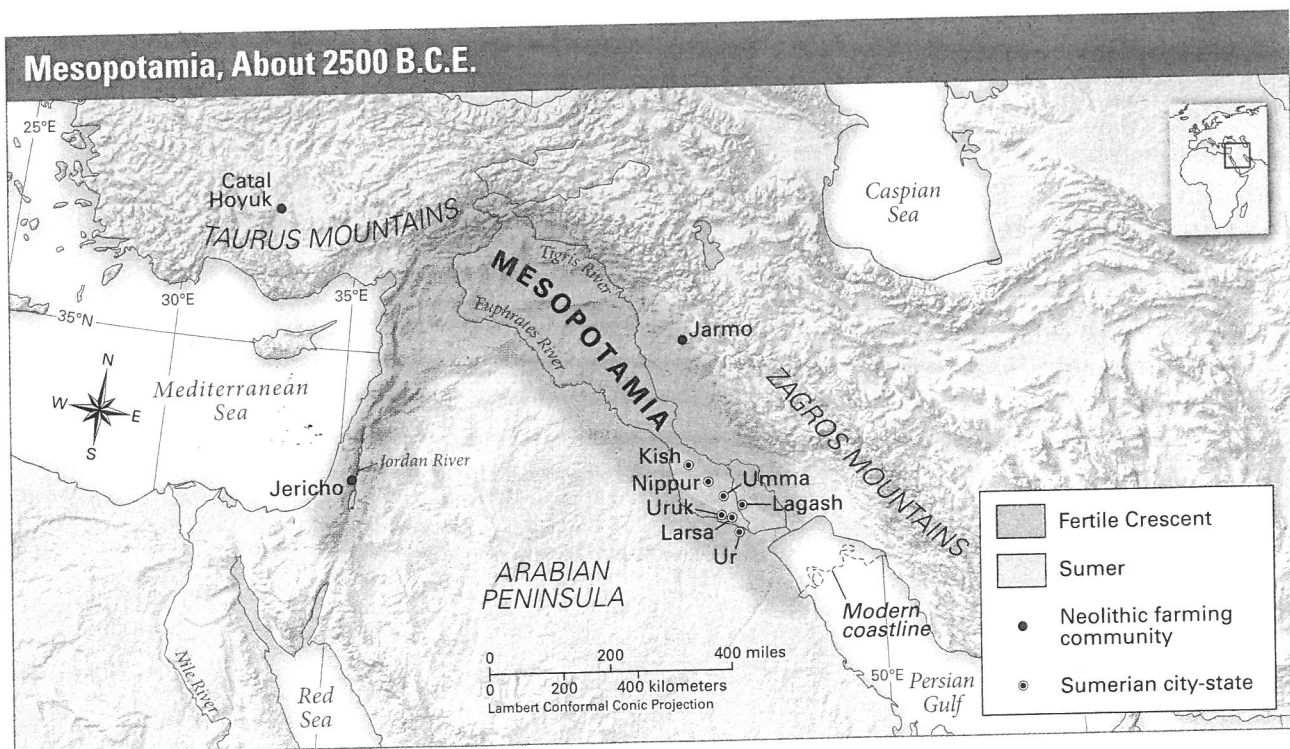 Mesopotamia, About 2500 B.C.E.
25°E
Catal
Hoyuk
TAURUS MOUNTAINS
Caspian
Sea
30°E
35°E
35°N
Tigris River
MESOPOTAMIA
Euphrates River
Jarmo
ZAGROS MOUNTAINS
N
W
E
S
Mediterranean
Sea
Jordan River
Jericho
Kish
Nippur
Umma
Uruk
Lagash
Larsa
Ur
ARABIAN
PENINSULA
Modern
coastline
Nile River
Red
Sea
50°E
Persian
Gulf
0 200 400 miles
0 200 400 kilometers
Lambert Conformal Conic Projection
Fertile Crescent
Sumer
Neolithic farming
community
Sumerian city-state